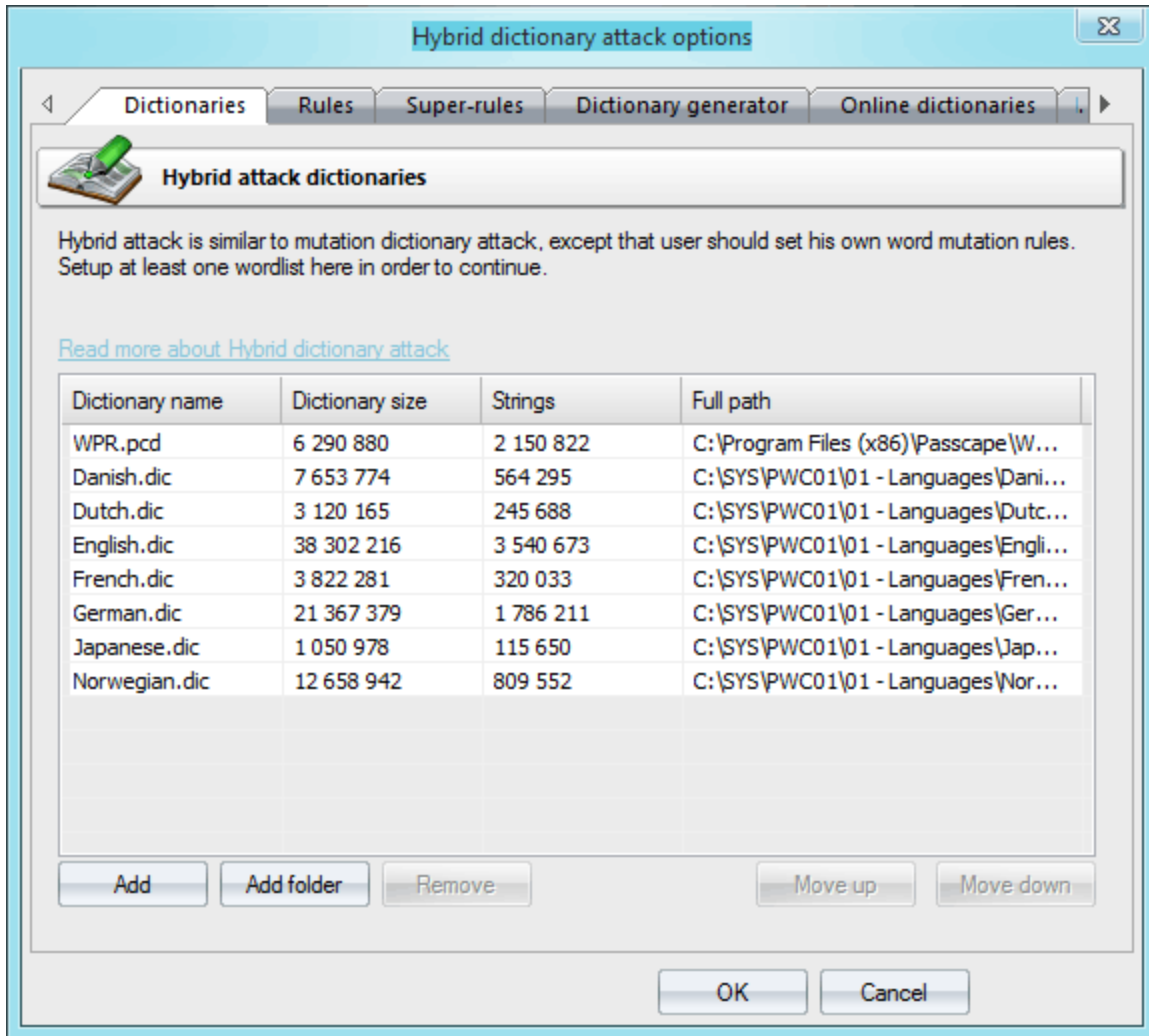 Hybrid dictionary attack options
Dictionaries Rules Super-rules Dictionary generator Online dictionaries
Hybrid attack dictionaries
Hybrid attack is similar to mutation dictionary attack, except that user should set his own word mutation rules.
Setup at least one wordlist here in order to continue.
Read more about Hybrid dictionary attack
Dictionary name Dictionary size Strings Full path
WPR.pcd 6 290 880 2 150 822 C:\Program Files (x86)\Passcape\W...
Danish.dic 7 653 774 564 295 C:\SYS\PWC01\01 - Languages\Dani...
Dutch.dic 3 120 165 245 688 C:\SYS\PWC01\01 - Languages\Dutc...
English.dic 38 302 216 3 540 673 C:\SYS\PWC01\01 - Languages\Engli...
French.dic 3 822 281 320 033 C:\SYS\PWC01\01 - Languages\Fren...
German.dic 21 367 379 1 786 211 C:\SYS\PWC01\01 - Languages\Ger...
Japanese.dic 1 050 978 115 650 C:\SYS\PWC01\01 - Languages\Jap...
Norwegian.dic 12 658 942 809 552 C:\SYS\PWC01\01 - Languages\Nor...
Add Add folder Remove Move up Move down
OK Cancel